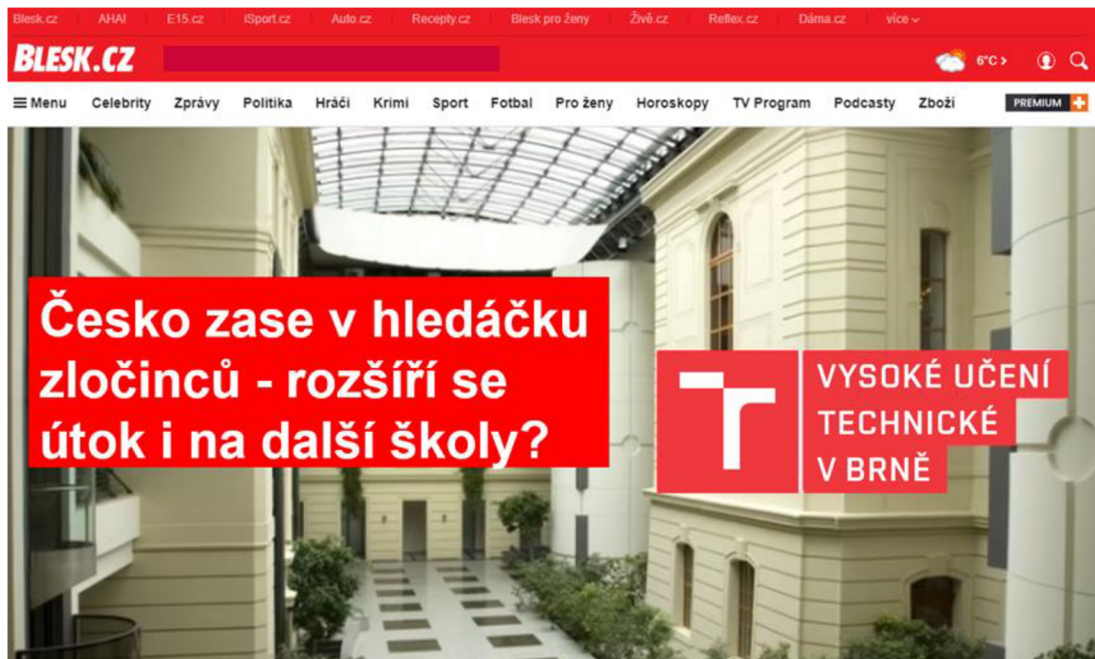 Blesk.cz AHA! E15.cz iSport.cz Auto.cz Recepty.cz Blesk pro ženy Živě.cz Reflex.cz Dáma.cz více
BLESK.CZ 6°C >
Menu Celebrity Zprávy Politika Hráči Krimi Sport Fotbal Pro ženy Horoskopy TV Program Podcasty Zboží PREMIUM +
Česko zase v hledáčku
zločinců - rozšíří se
útok i na další školy?
VYSOKÉ UČENÍ
TECHNICKÉ
V BRNĚ